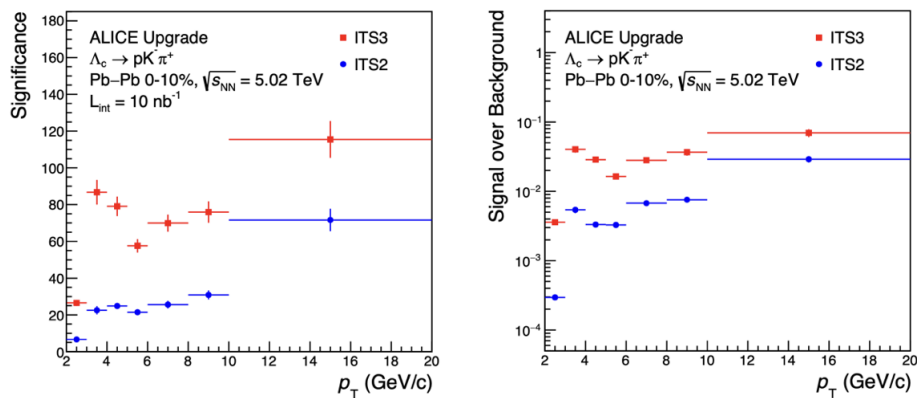 Significance
180
160
140
120
100
80
60
40
20
0
ALICE Upgrade
Λc → pK⁻π⁺
Pb–Pb 0-10%, √sNN = 5.02 TeV
Lint = 10 nb⁻¹
ITS3
ITS2
2 4 6 8 10 12 14 16 18 20
pT (GeV/c)
Signal over Background
1
10⁻¹
10⁻²
10⁻³
10⁻⁴
ALICE Upgrade
Λc → pK⁻π⁺
Pb–Pb 0-10%, √sNN = 5.02 TeV
ITS3
ITS2
2 4 6 8 10 12 14 16 18 20
pT (GeV/c)